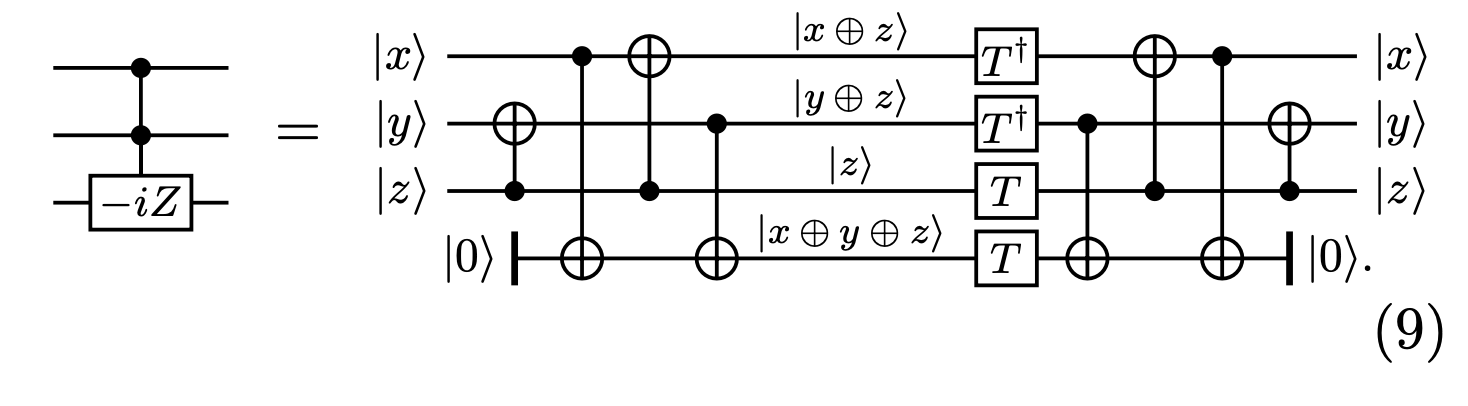 |x ⊕ z⟩
|x⟩ T† |x⟩
|y ⊕ z⟩
|y⟩ T† |y⟩
=
|z⟩
|z⟩ T |z⟩
−iZ
|x ⊕ y ⊕ z⟩
|0⟩ T |0⟩.
(9)